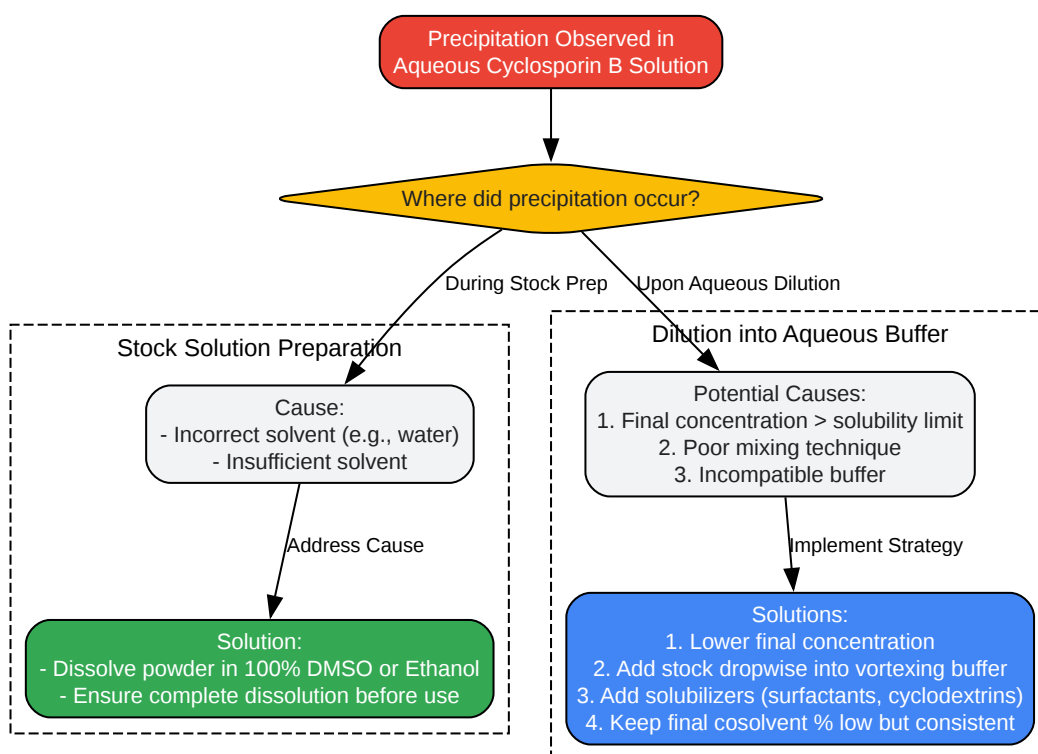 Precipitation Observed in
Aqueous Cyclosporin B Solution
Where did precipitation occur?
During Stock Prep
Upon Aqueous Dilution
Stock Solution Preparation
Cause:
- Incorrect solvent (e.g., water)
- Insufficient solvent
Address Cause
Solution:
- Dissolve powder in 100% DMSO or Ethanol
- Ensure complete dissolution before use
Dilution into Aqueous Buffer
Potential Causes:
1. Final concentration > solubility limit
2. Poor mixing technique
3. Incompatible buffer
Implement Strategy
Solutions:
1. Lower final concentration
2. Add stock dropwise into vortexing buffer
3. Add solubilizers (surfactants, cyclodextrins)
4. Keep final cosolvent % low but consistent